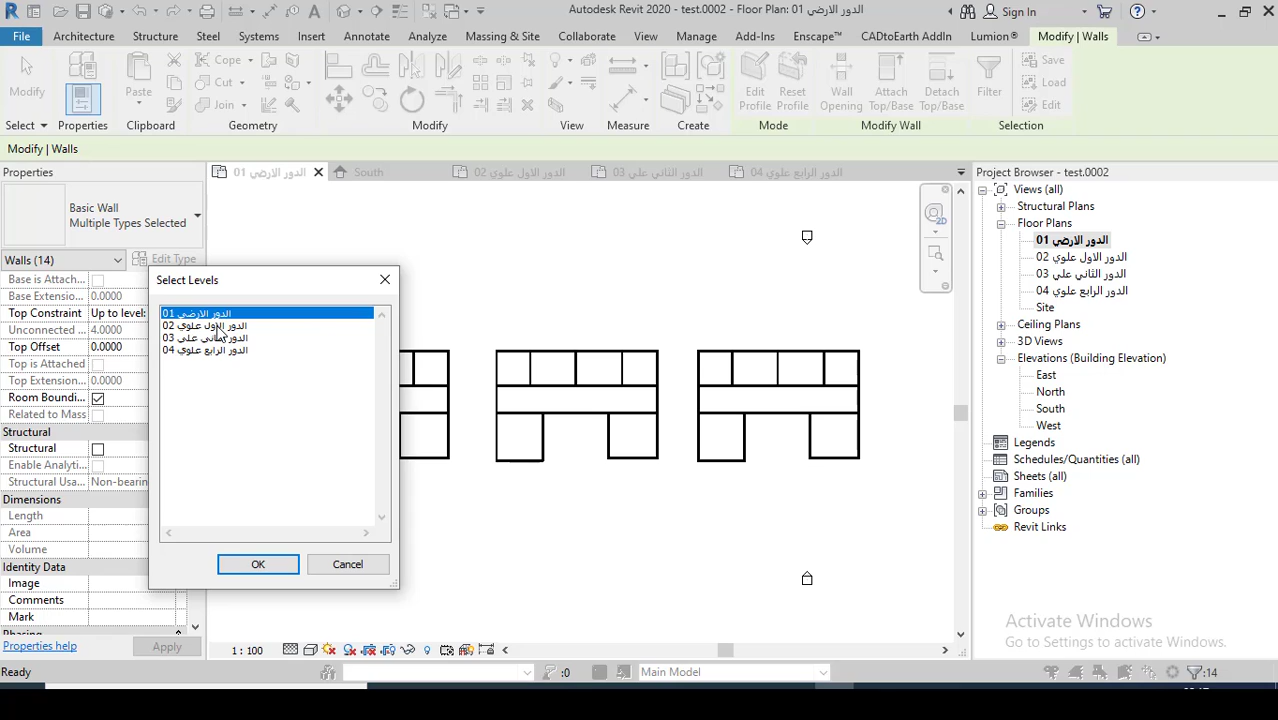 Autodesk Revit 2020 - test.0002 - Floor Plan: 01 الدور الارضي
Sign In
File Architecture Structure Steel Systems Insert Annotate Analyze Massing & Site Collaborate View Manage Add-Ins Enscape™ CADtoEarth AddIn Lumion® Modify | Walls
Modify
Paste
Cope
Cut
Join
Edit Profile
Reset Profile
Wall Opening
Attach Top/Base
Detach Top/Base
Filter
Save
Load
Edit
Select Properties Clipboard Geometry Modify View Measure Create Mode Modify Wall Selection
Modify | Walls
Properties
01 الدور الارضي
South
02 الدور الاول علوي
03 الدور الثاني علوي
04 الدور الرابع علوي
Project Browser - test.0002
Basic Wall
Multiple Types Selected
Walls (14)
Edit Type
Base is Attached
Base Extension... 0.0000
Top Constraint Up to level:
Unconnected ... 4.0000
Top Offset 0.0000
Top is Attached
Top Extension... 0.0000
Room Boundi...
Related to Mass
Structural
Structural
Enable Analyti...
Structural Usa... Non-bearin
Dimensions
Length
Area
Volume
Identity Data
Image
Comments
Mark
Phasing
Properties help
Apply
Select Levels
01 الدور الارضي
02 الدور الاول علوي
03 الدور
04 الدور الرابع علوي
OK
Cancel
2D
Views (all)
Structural Plans
Floor Plans
01 الدور الارضي
02 الدور الاول علوي
03 الدور الثاني علي
04 الدور الرابع علوي
Site
Ceiling Plans
3D Views
Elevations (Building Elevation)
East
North
South
West
Legends
Schedules/Quantities (all)
Sheets (all)
Families
Groups
Revit Links
Activate Windows
Go to Settings to activate Windows.
1 : 100
Ready
:0
Main Model
:14